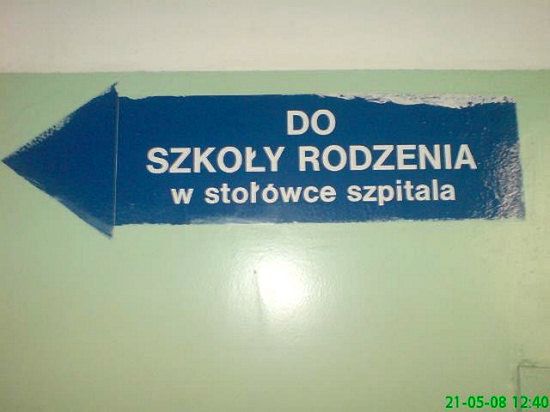 DO
SZKOŁY RODZENIA
w stołówce szpitala
21-05-08 12:40